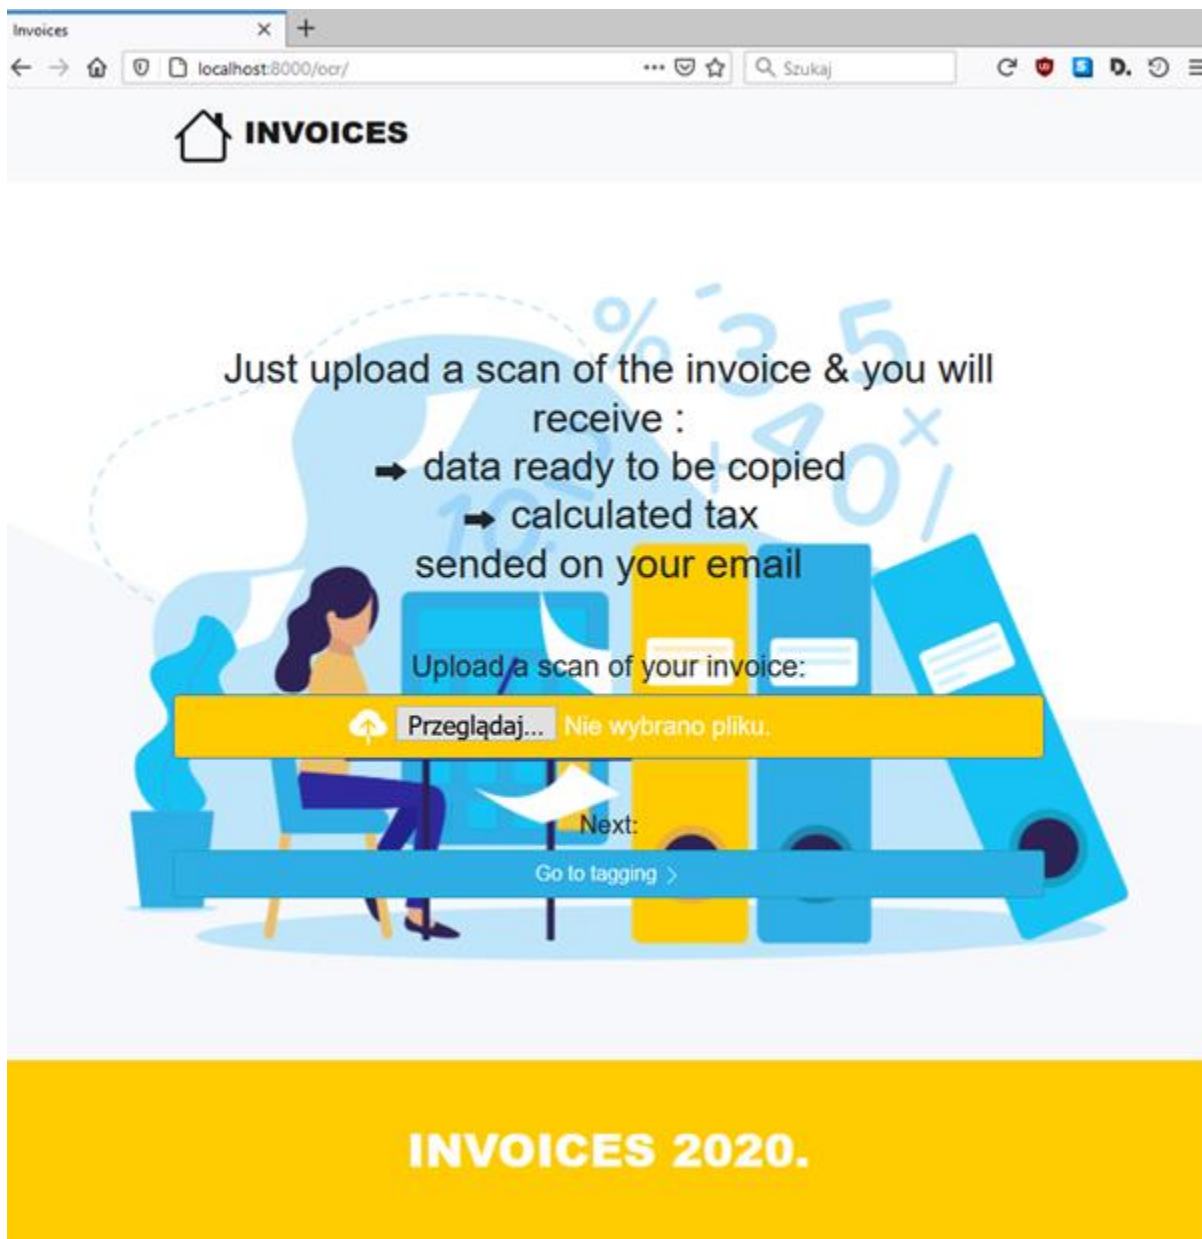 Invoices
localhost:8000/ocr/
Szukaj
INVOICES
% - 3 5
Just upload a scan of the invoice & you will
receive :
➡ data ready to be copied
➡ calculated tax
sended on your email
Upload a scan of your invoice:
Przeglądaj... Nie wybrano pliku.
Next:
Go to tagging >
INVOICES 2020.